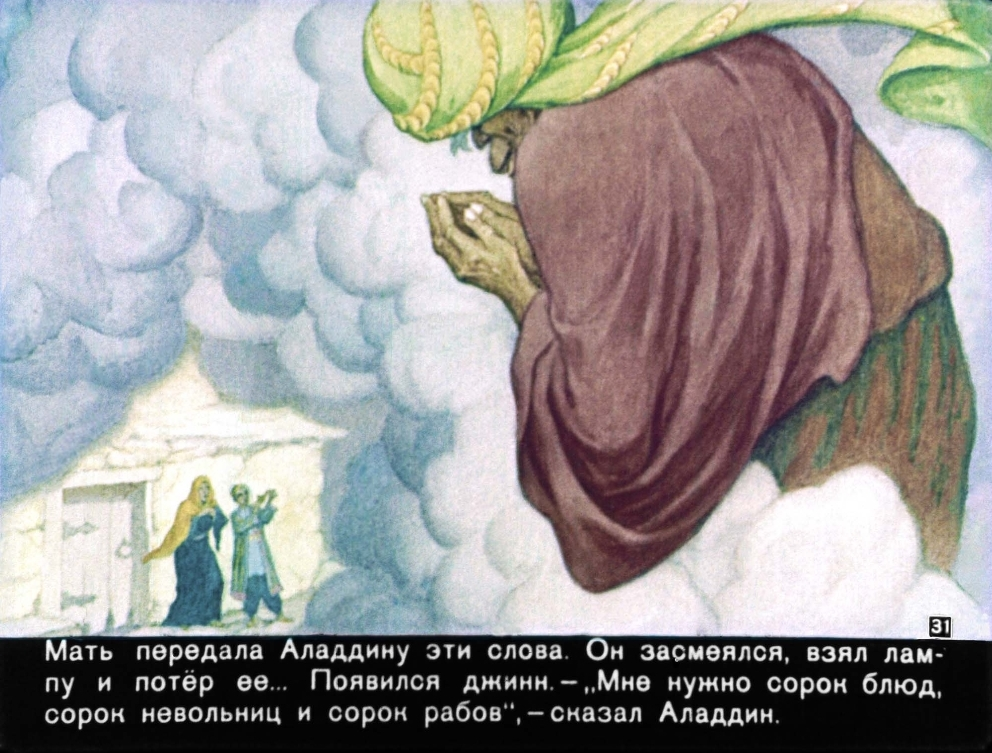 31
Мать передала Аладдину эти слова. Он засмеялся, взял лам-
пу и потёр ее... Появился джинн.–„Мне нужно сорок блюд,
сорок невольниц и сорок рабов“,–сказал Аладдин.